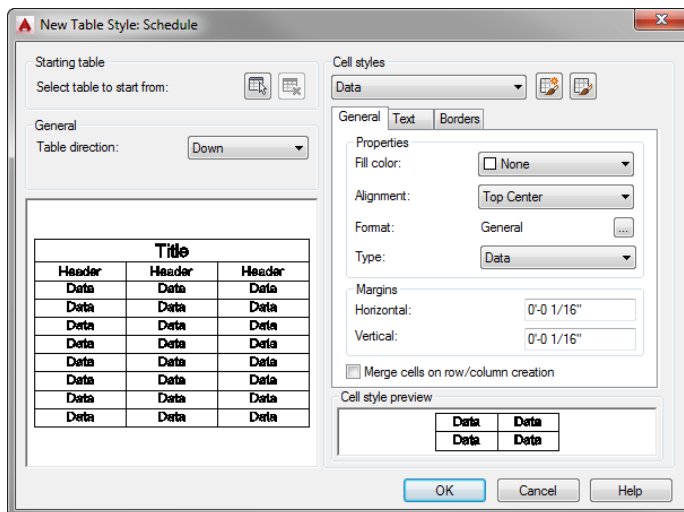 New Table Style: Schedule
Starting table
Select table to start from:
General
Table direction:
Down
Title
Header Header Header
Data Data Data
Data Data Data
Data Data Data
Data Data Data
Data Data Data
Data Data Data
Data Data Data
Data Data Data
Cell styles
Data
General Text Borders
Properties
Fill color:
None
Alignment:
Top Center
Format:
General
...
Type:
Data
Margins
Horizontal:
0'-0 1/16"
Vertical:
0'-0 1/16"
Merge cells on row/column creation
Cell style preview
Data Data
Data Data
OK Cancel Help